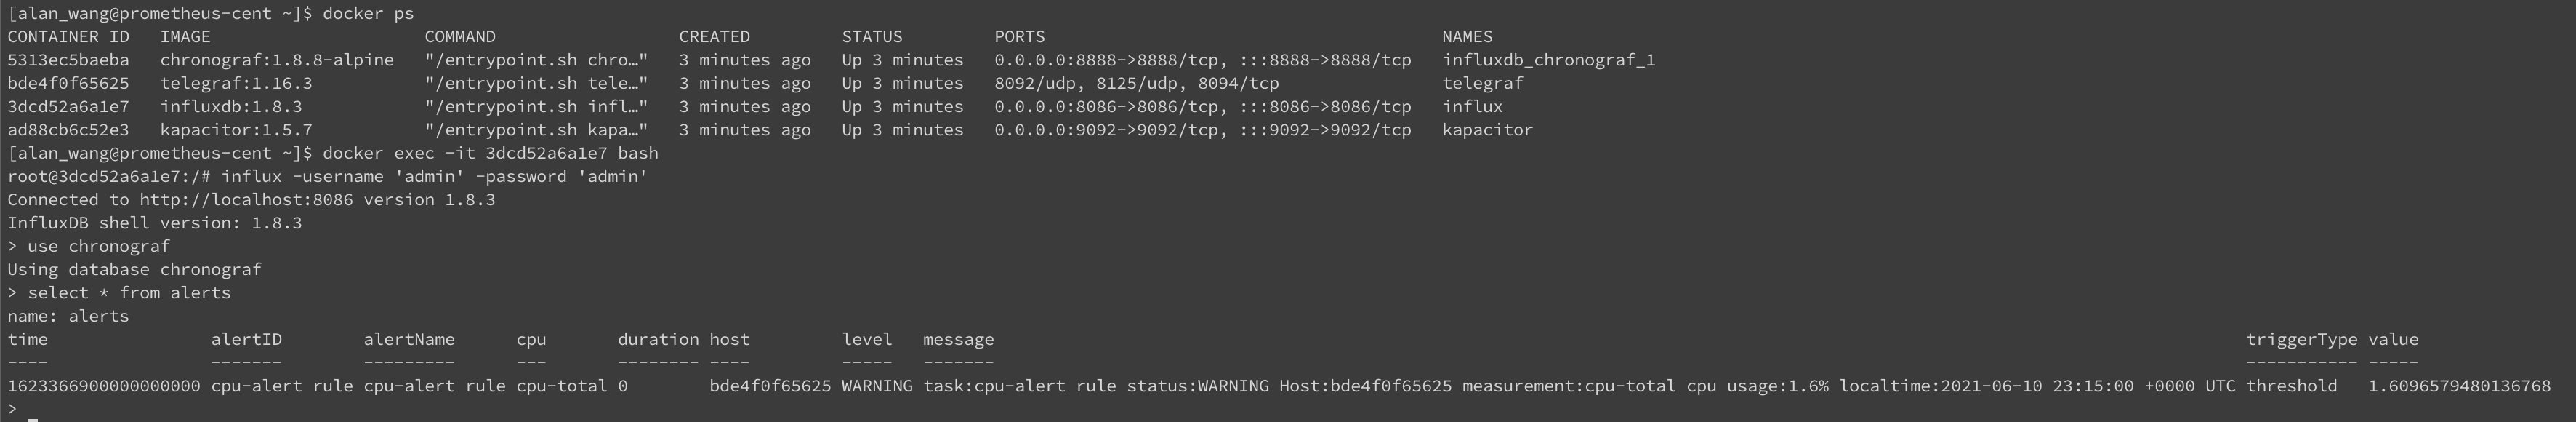 [alan_wang@prometheus-cent ~]$ docker ps
CONTAINER ID   IMAGE                     COMMAND                  CREATED         STATUS         PORTS                                       NAMES
5313ec5baeba   chronograf:1.8.8-alpine   "/entrypoint.sh chro…"   3 minutes ago   Up 3 minutes   0.0.0.0:8888->8888/tcp, :::8888->8888/tcp   influxdb_chronograf_1
bde4f0f65625   telegraf:1.16.3           "/entrypoint.sh tele…"   3 minutes ago   Up 3 minutes   8092/udp, 8125/udp, 8094/tcp                telegraf
3dcd52a6a1e7   influxdb:1.8.3            "/entrypoint.sh infl…"   3 minutes ago   Up 3 minutes   0.0.0.0:8086->8086/tcp, :::8086->8086/tcp   influx
ad88cb6c52e3   kapacitor:1.5.7           "/entrypoint.sh kapa…"   3 minutes ago   Up 3 minutes   0.0.0.0:9092->9092/tcp, :::9092->9092/tcp   kapacitor
[alan_wang@prometheus-cent ~]$ docker exec -it 3dcd52a6a1e7 bash
root@3dcd52a6a1e7:/# influx -username 'admin' -password 'admin'
Connected to http://localhost:8086 version 1.8.3
InfluxDB shell version: 1.8.3
> use chronograf
Using database chronograf
> select * from alerts
name: alerts
time                alertID        alertName      cpu       duration host         level   message                                                                                                                          triggerType value
----                -------        ---------      ---       -------- ----         -----   -------                                                                                                                          ----------- -----
1623366900000000000 cpu-alert rule cpu-alert rule cpu-total 0        bde4f0f65625 WARNING task:cpu-alert rule status:WARNING Host:bde4f0f65625 measurement:cpu-total cpu usage:1.6% localtime:2021-06-10 23:15:00 +0000 UTC threshold   1.6096579480136768
>